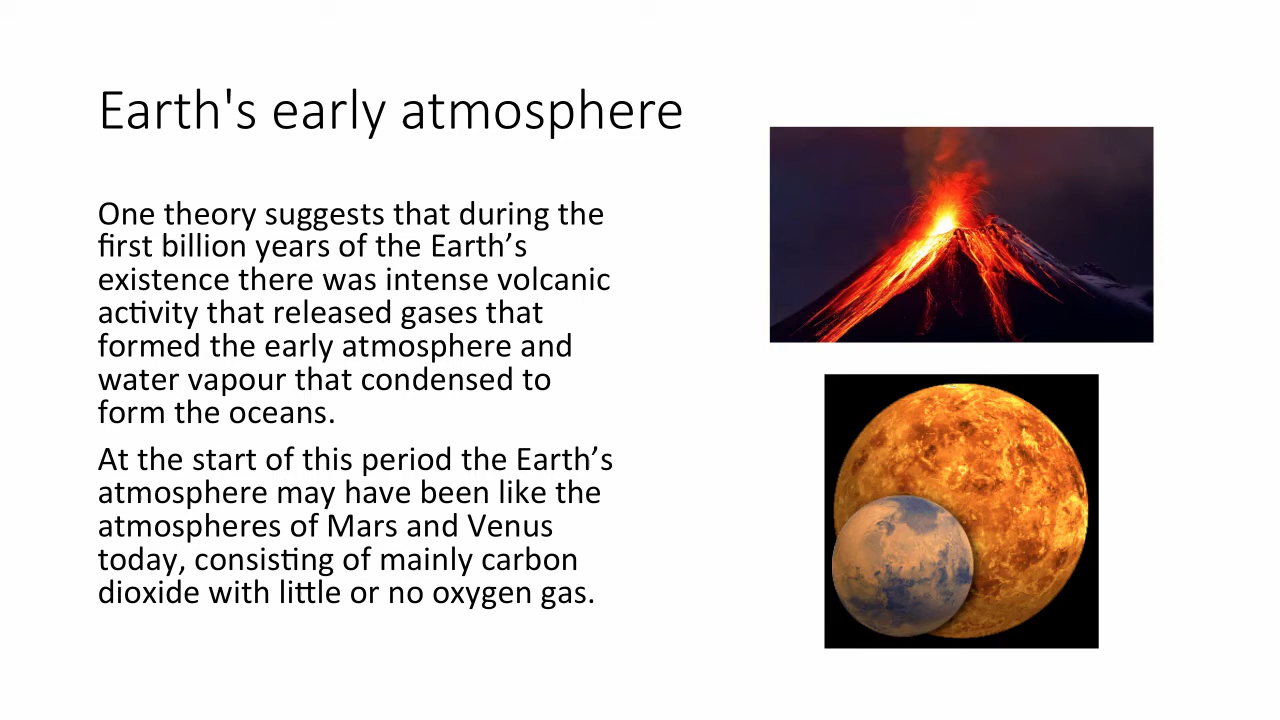 Earth's early atmosphere
One theory suggests that during the
first billion years of the Earth’s
existence there was intense volcanic
activity that released gases that
formed the early atmosphere and
water vapour that condensed to
form the oceans.
At the start of this period the Earth’s
atmosphere may have been like the
atmospheres of Mars and Venus
today, consisting of mainly carbon
dioxide with little or no oxygen gas.